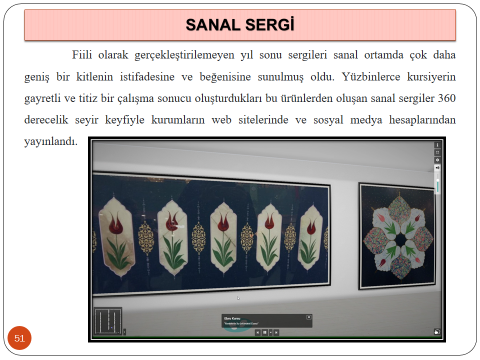 SANAL SERGİ
Fiili olarak gerçekleştirilemeyen yıl sonu sergileri sanal ortamda çok daha
geniş bir kitlenin istifadesine ve beğenisine sunulmuş oldu. Yüzbinlerce kursiyerin
gayretli ve titiz bir çalışma sonucu oluşturdukları bu ürünlerden oluşan sanal sergiler 360
derecelik seyir keyfiyle kurumların web sitelerinde ve sosyal medya hesaplarından
yayınlandı.
51